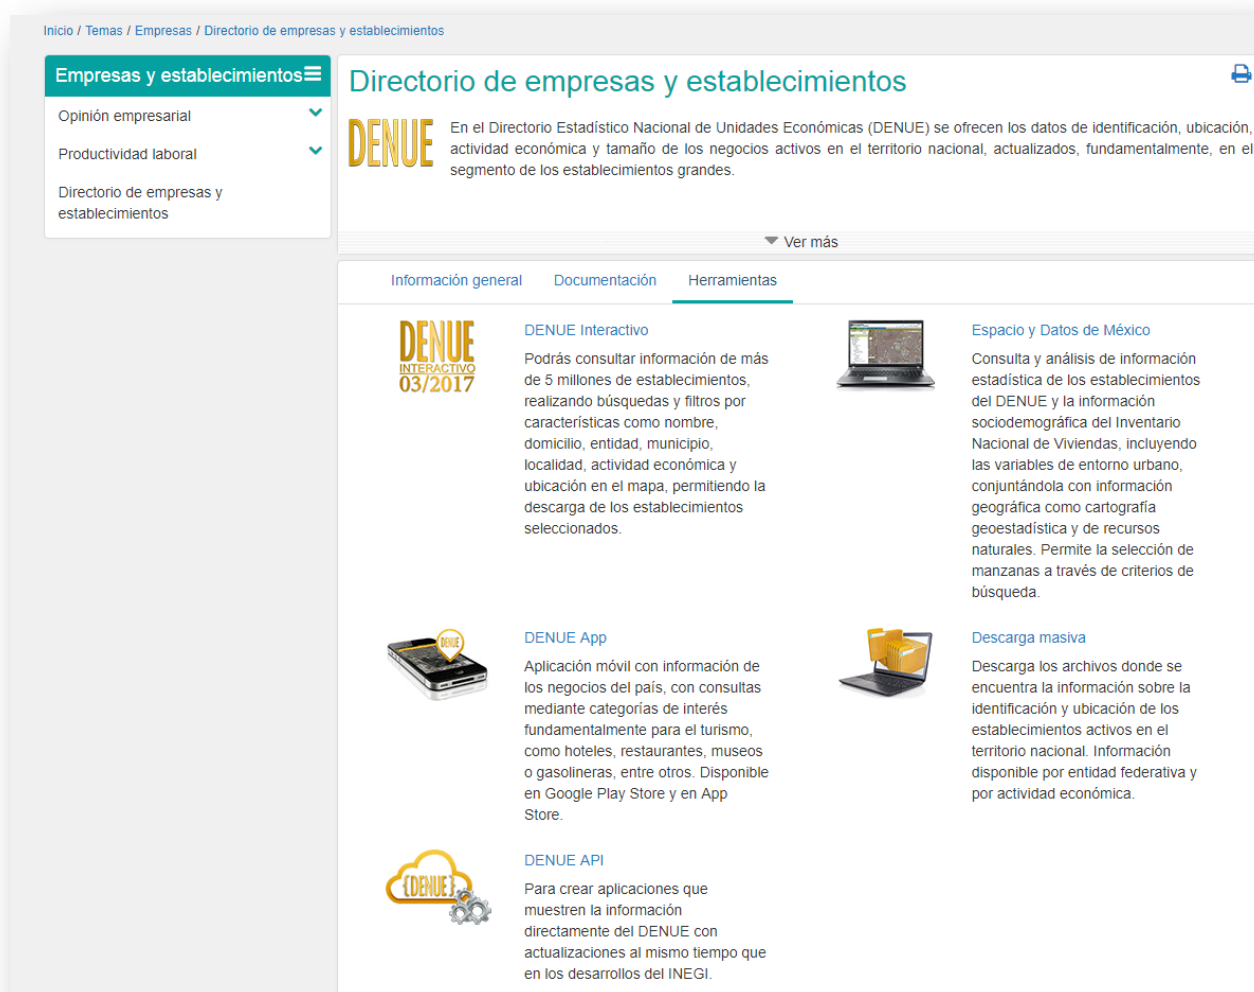 Inicio / Temas / Empresas / Directorio de empresas y establecimientos
Empresas y establecimientos
Opinión empresarial
Productividad laboral
Directorio de empresas y
establecimientos
Directorio de empresas y establecimientos
DENUE
En el Directorio Estadístico Nacional de Unidades Económicas (DENUE) se ofrecen los datos de identificación, ubicación,
actividad económica y tamaño de los negocios activos en el territorio nacional, actualizados, fundamentalmente, en el
segmento de los establecimientos grandes.
Ver más
Información general Documentación Herramientas
DENUE
INTERACTIVO
03/2017
DENUE Interactivo
Podrás consultar información de más
de 5 millones de establecimientos,
realizando búsquedas y filtros por
características como nombre,
domicilio, entidad, municipio,
localidad, actividad económica y
ubicación en el mapa, permitiendo la
descarga de los establecimientos
seleccionados.
Espacio y Datos de México
Consulta y análisis de información
estadística de los establecimientos
del DENUE y la información
sociodemográfica del Inventario
Nacional de Viviendas, incluyendo
las variables de entorno urbano,
conjuntándola con información
geográfica como cartografía
geoestadística y de recursos
naturales. Permite la selección de
manzanas a través de criterios de
búsqueda.
DENUE
DENUE App
Aplicación móvil con información de
los negocios del país, con consultas
mediante categorías de interés
fundamentalmente para el turismo,
como hoteles, restaurantes, museos
o gasolineras, entre otros. Disponible
en Google Play Store y en App
Store.
Descarga masiva
Descarga los archivos donde se
encuentra la información sobre la
identificación y ubicación de los
establecimientos activos en el
territorio nacional. Información
disponible por entidad federativa y
por actividad económica.
{DENUE}
DENUE API
Para crear aplicaciones que
muestren la información
directamente del DENUE con
actualizaciones al mismo tiempo que
en los desarrollos del INEGI.